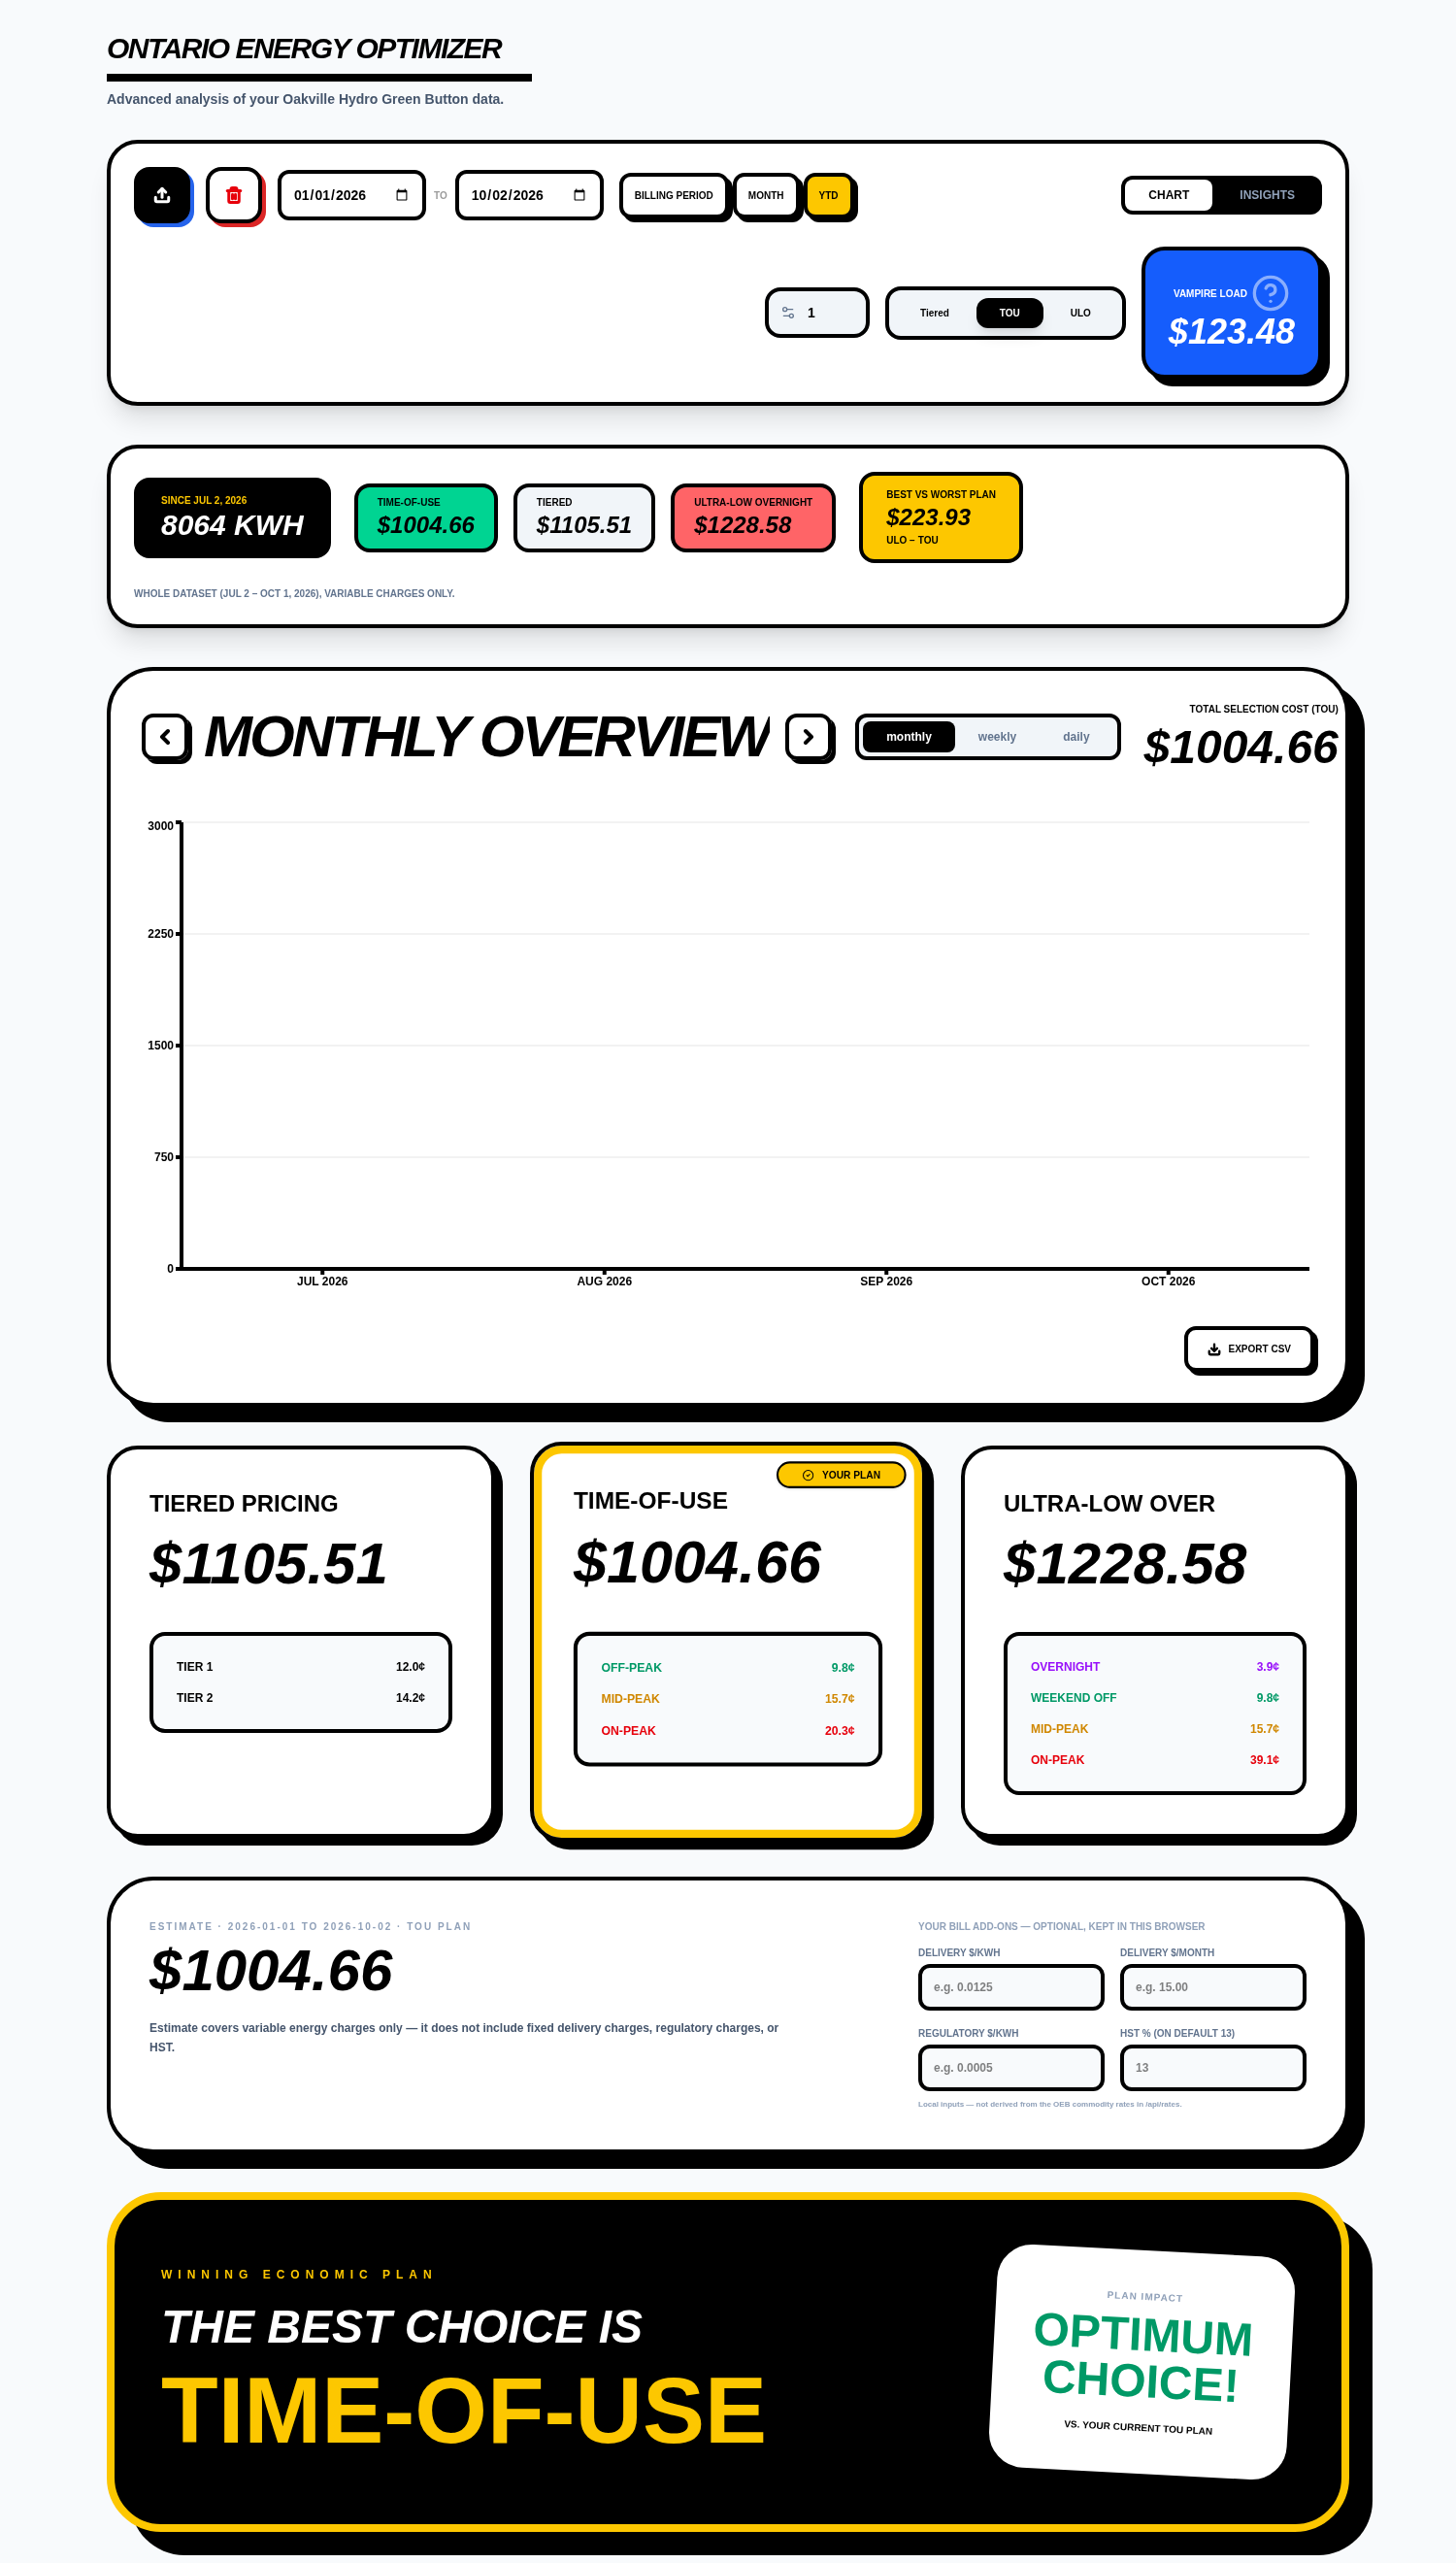 ONTARIO ENERGY OPTIMIZER
Advanced analysis of your Oakville Hydro Green Button data.
01/01/2026
TO
10/02/2026
BILLING PERIOD
MONTH
YTD
CHART
INSIGHTS
1
Tiered
TOU
ULO
VAMPIRE LOAD
$123.48
SINCE JUL 2, 2026
8064 KWH
TIME-OF-USE
$1004.66
TIERED
$1105.51
ULTRA-LOW OVERNIGHT
$1228.58
BEST VS WORST PLAN
$223.93
ULO – TOU
WHOLE DATASET (JUL 2 – OCT 1, 2026), VARIABLE CHARGES ONLY.
MONTHLY OVERVIEW
monthly
weekly
daily
TOTAL SELECTION COST (TOU)
$1004.66
3000
2250
1500
750
0
JUL 2026
AUG 2026
SEP 2026
OCT 2026
EXPORT CSV
TIERED PRICING
$1105.51
TIER 1 12.0¢
TIER 2 14.2¢
YOUR PLAN
TIME-OF-USE
$1004.66
OFF-PEAK 9.8¢
MID-PEAK 15.7¢
ON-PEAK 20.3¢
ULTRA-LOW OVER
$1228.58
OVERNIGHT 3.9¢
WEEKEND OFF 9.8¢
MID-PEAK 15.7¢
ON-PEAK 39.1¢
ESTIMATE · 2026-01-01 TO 2026-10-02 · TOU PLAN
$1004.66
Estimate covers variable energy charges only — it does not include fixed delivery charges, regulatory charges, or
HST.
YOUR BILL ADD-ONS — OPTIONAL, KEPT IN THIS BROWSER
DELIVERY $/KWH
e.g. 0.0125
DELIVERY $/MONTH
e.g. 15.00
REGULATORY $/KWH
e.g. 0.0005
HST % (ON DEFAULT 13)
13
Local inputs — not derived from the OEB commodity rates in /api/rates.
WINNING ECONOMIC PLAN
THE BEST CHOICE IS
TIME-OF-USE
PLAN IMPACT
OPTIMUM
CHOICE!
VS. YOUR CURRENT TOU PLAN